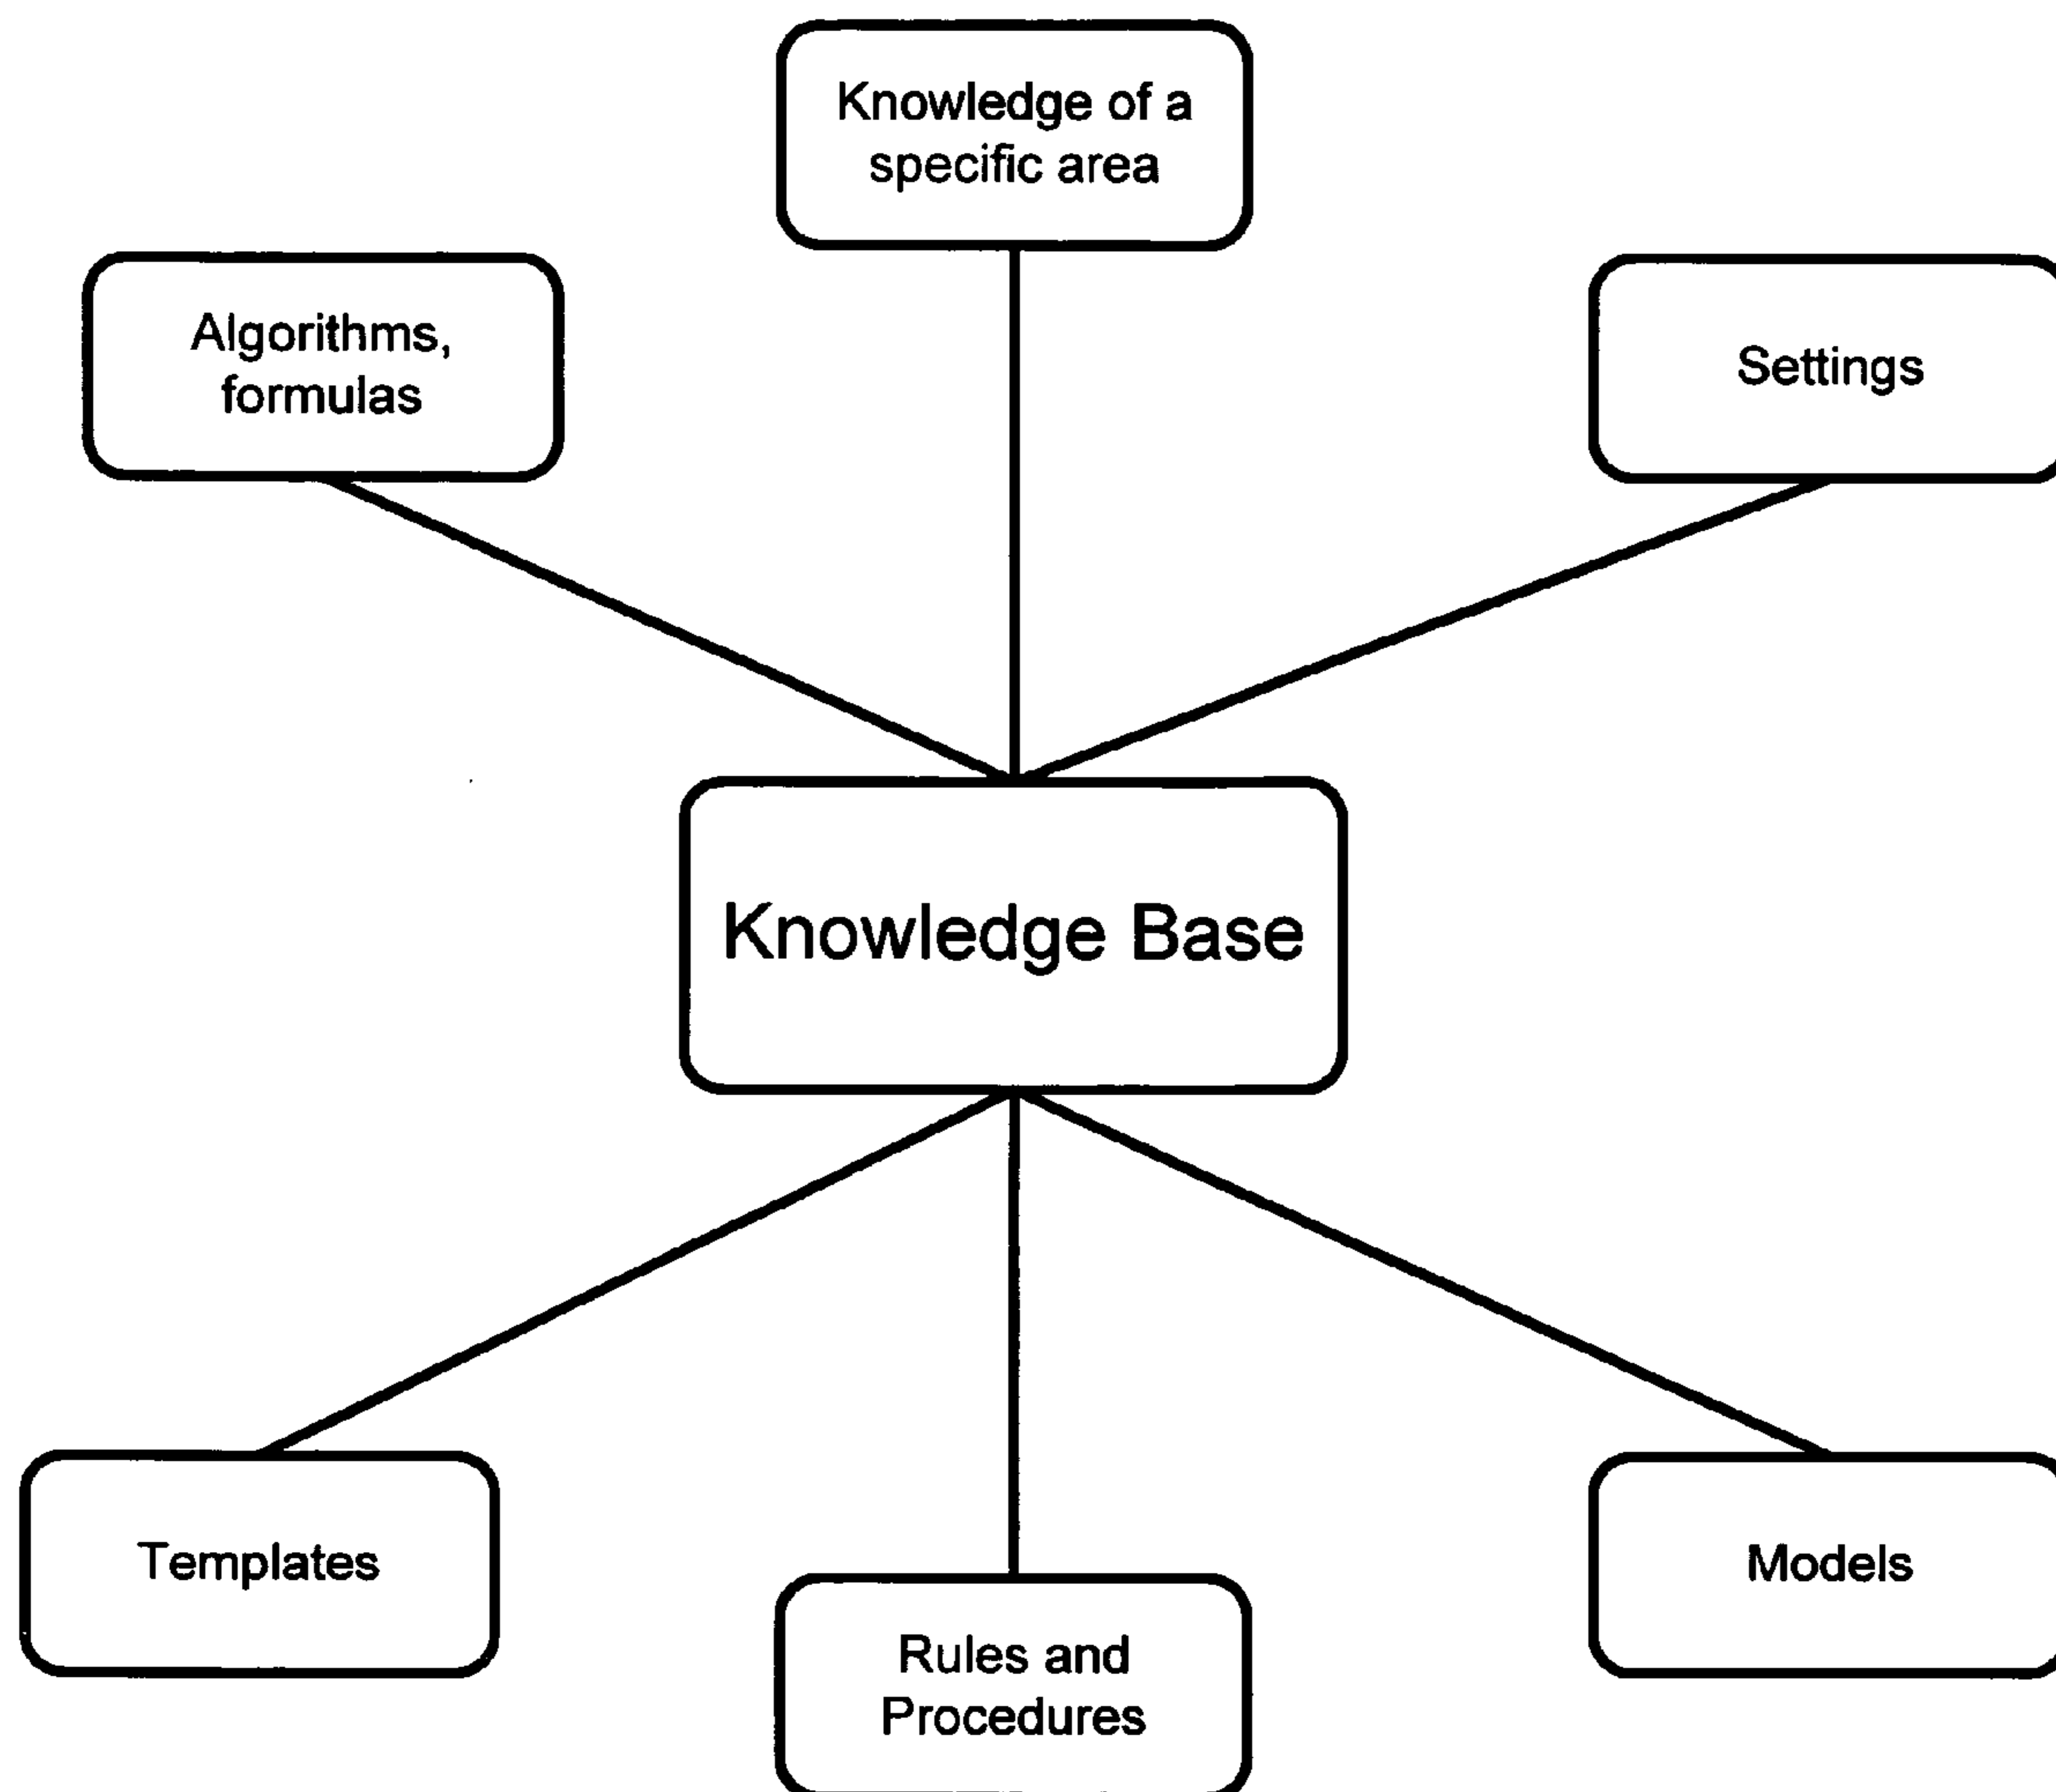 Knowledge of a
specific area
Algorithms,
formulas
Settings
Knowledge Base
Templates
Models
Rules and
Procedures